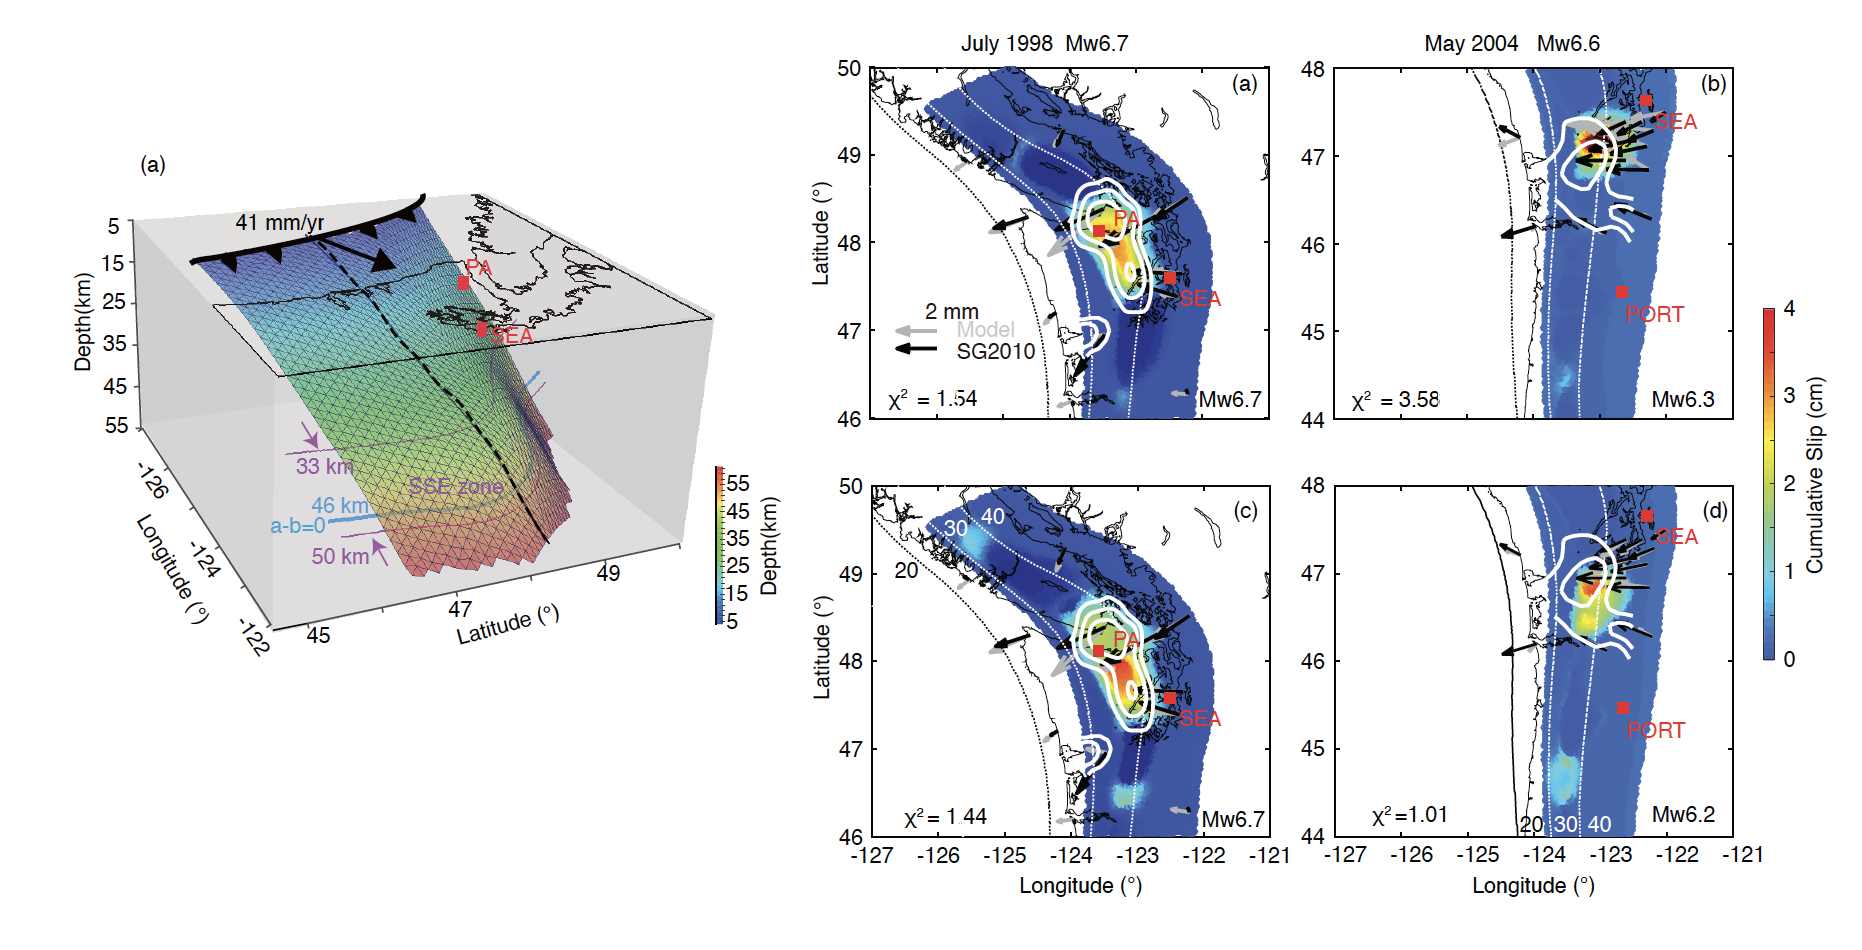 (a)
41 mm/yr
PA
SEA
Depth(km)
5
15
25
35
45
55
33 km
SSE zone
46 km
a-b=0
50 km
-126
-124
-122
Longitude (°)
45
47
49
Latitude (°)
55
45
35
25
15
5
Depth(km)
July 1998 Mw6.7
50
49
48
47
46
Latitude (°)
(a)
PA
SEA
2 mm
Model
SG2010
χ² = 1.54
Mw6.7
May 2004 Mw6.6
48
47
46
45
44
(b)
SEA
PORT
χ² = 3.58
Mw6.3
50
49
48
47
46
Latitude (°)
(c)
30
40
20
PA
SEA
χ² = 1.44
Mw6.7
-127 -126 -125 -124 -123 -122 -121
Longitude (°)
48
47
46
45
44
(d)
SEA
PORT
χ² =1.01
20 30 40
Mw6.2
-127 -126 -125 -124 -123 -122 -121
Longitude (°)
4
3
2
1
0
Cumulative Slip (cm)